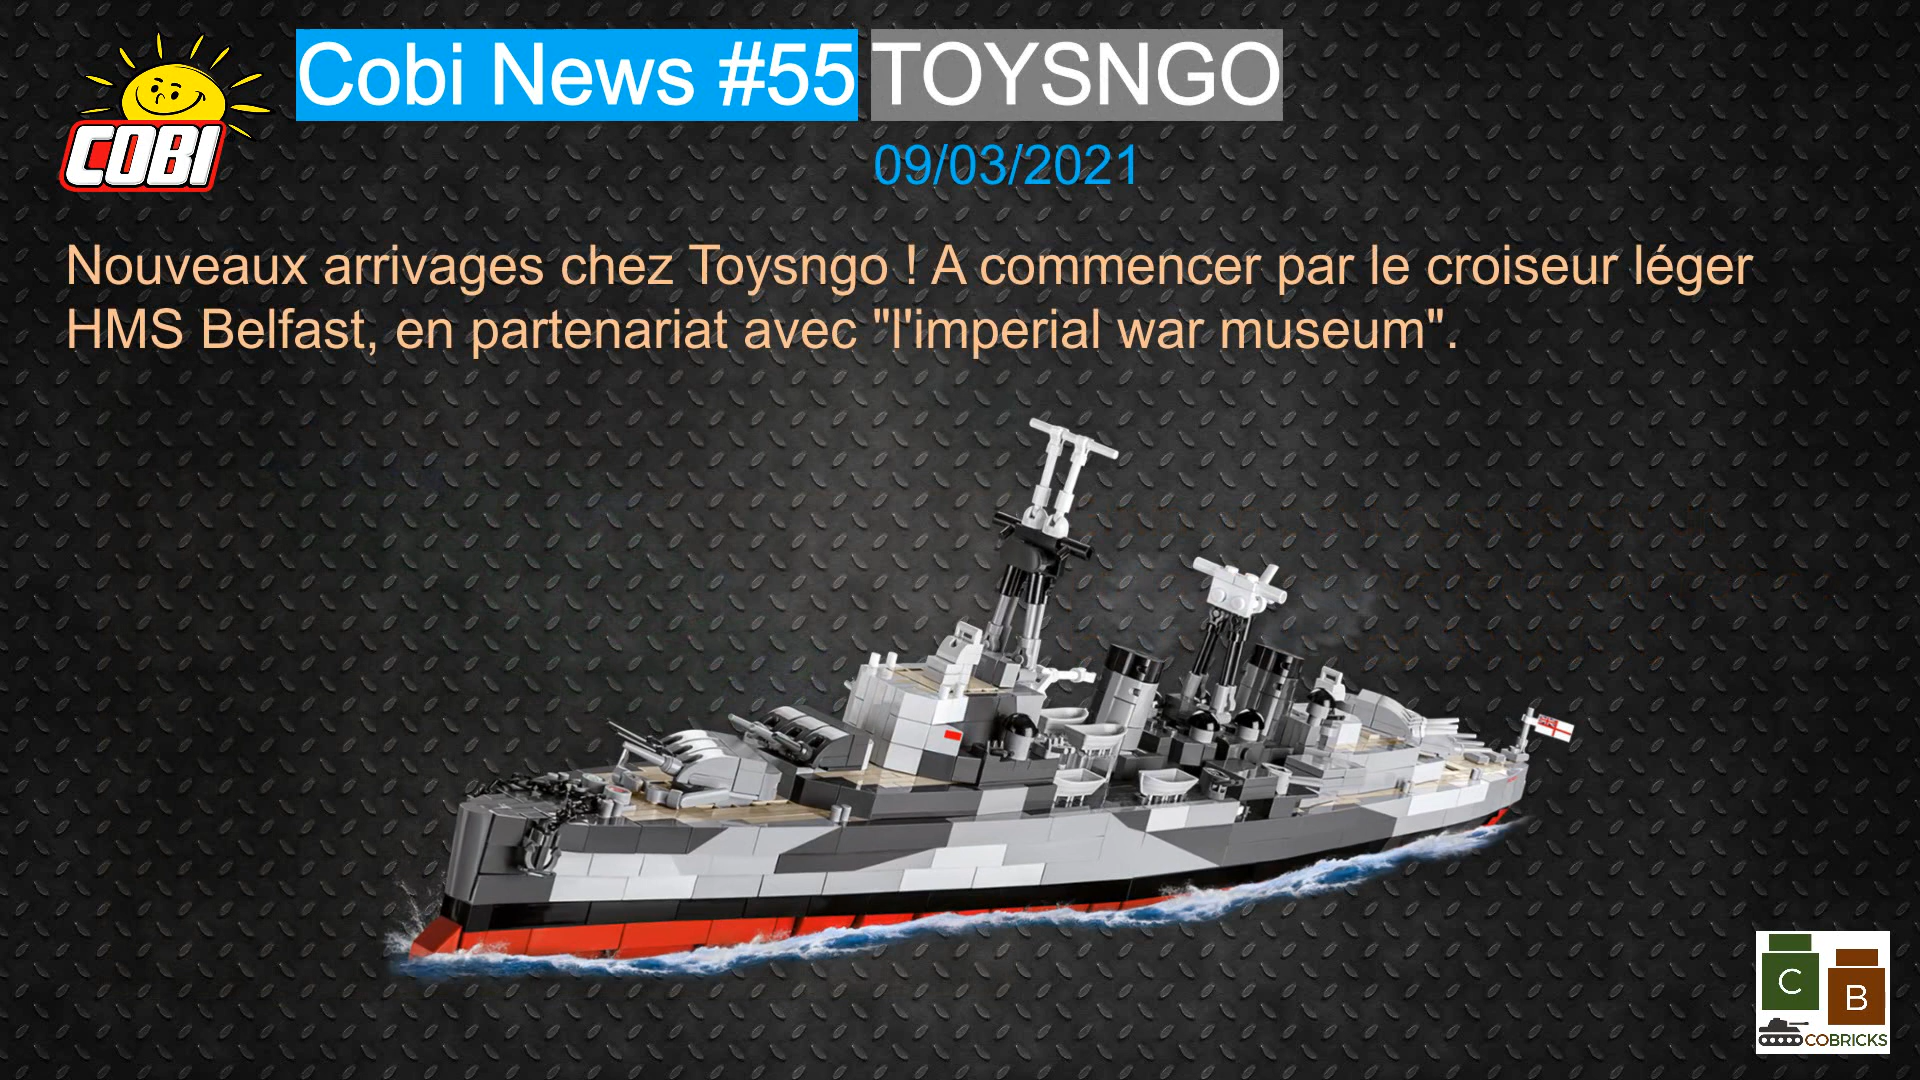 Cobi News #55 TOYSNGO
COBI
09/03/2021
Nouveaux arrivages chez Toysngo ! A commencer par le croiseur léger
HMS Belfast, en partenariat avec "l'imperial war museum".
C
B
COBRICKS